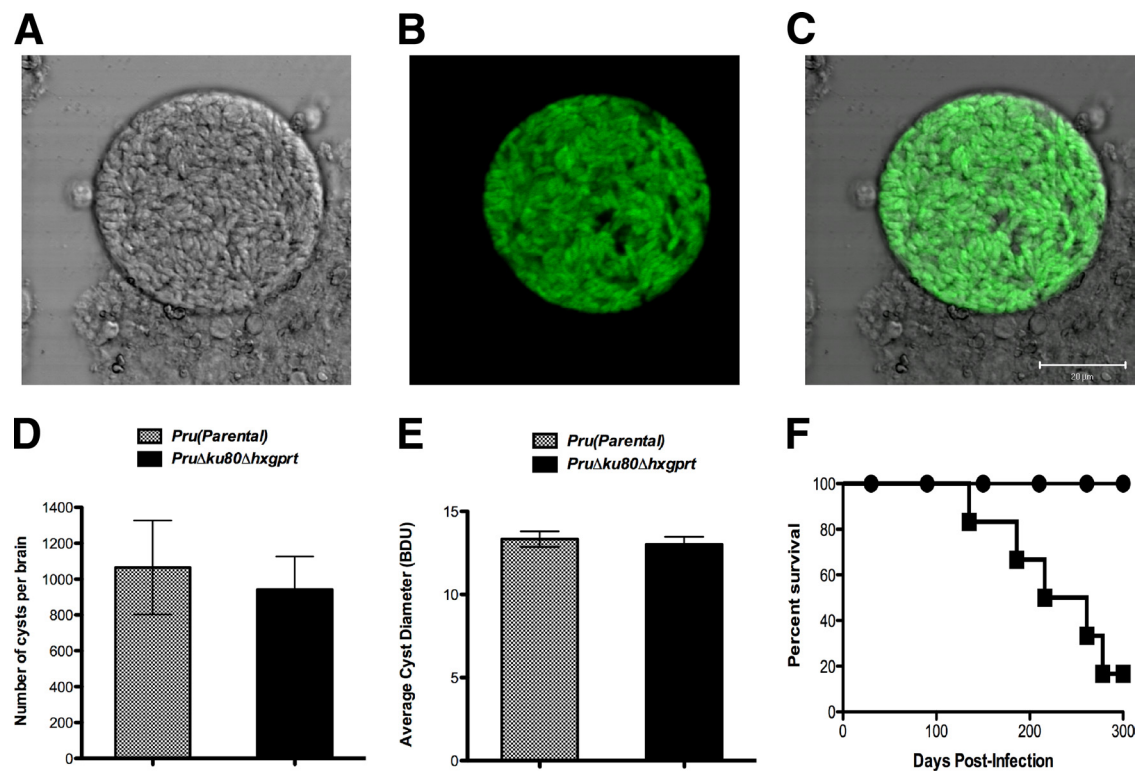 A
B
C
20 µm
D
Pru(Parental)
PruΔku80Δhxgprt
Number of cysts per brain
1400
1200
1000
800
600
400
200
0
E
Pru(Parental)
PruΔku80Δhxgprt
Average Cyst Diameter (BDU)
15
10
5
0
F
Percent survival
100
80
60
40
20
0
0 100 200 300
Days Post-Infection